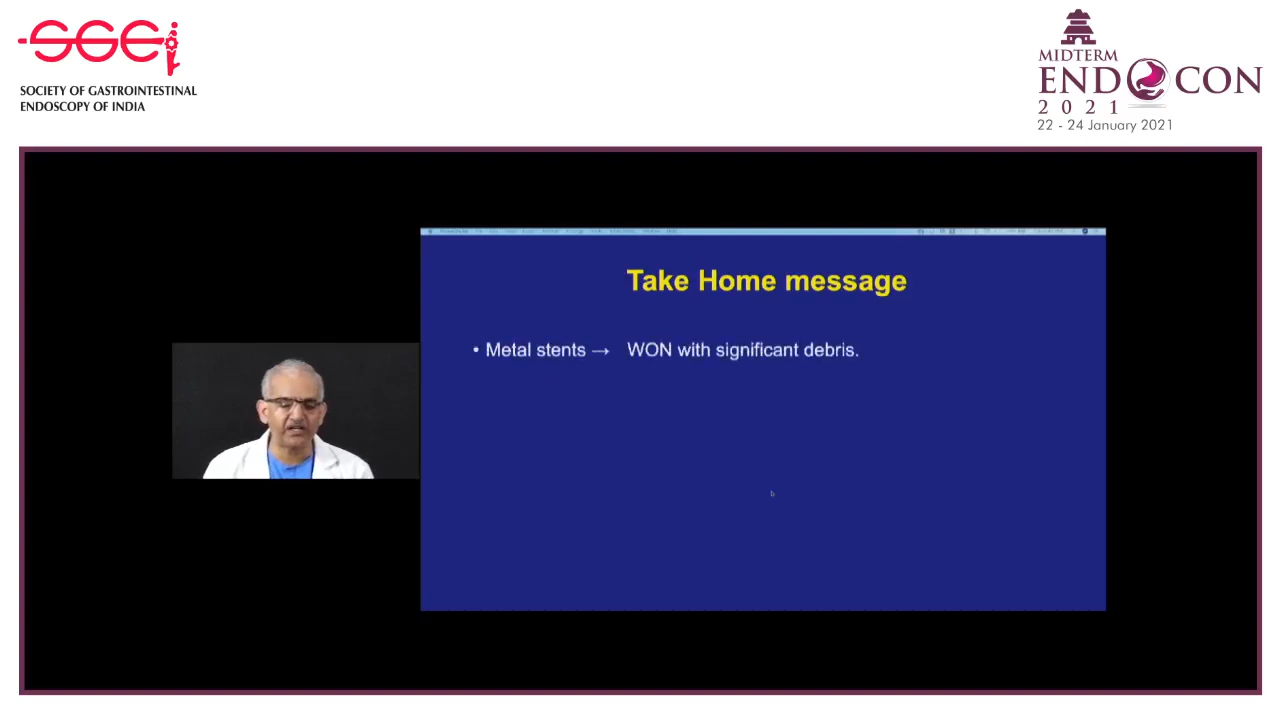 SGEi
SOCIETY OF GASTROINTESTINAL
ENDOSCOPY OF INDIA
MIDTERM
ENDOCON
2021
22 - 24 January 2021
Take Home message
• Metal stents → WON with significant debris.